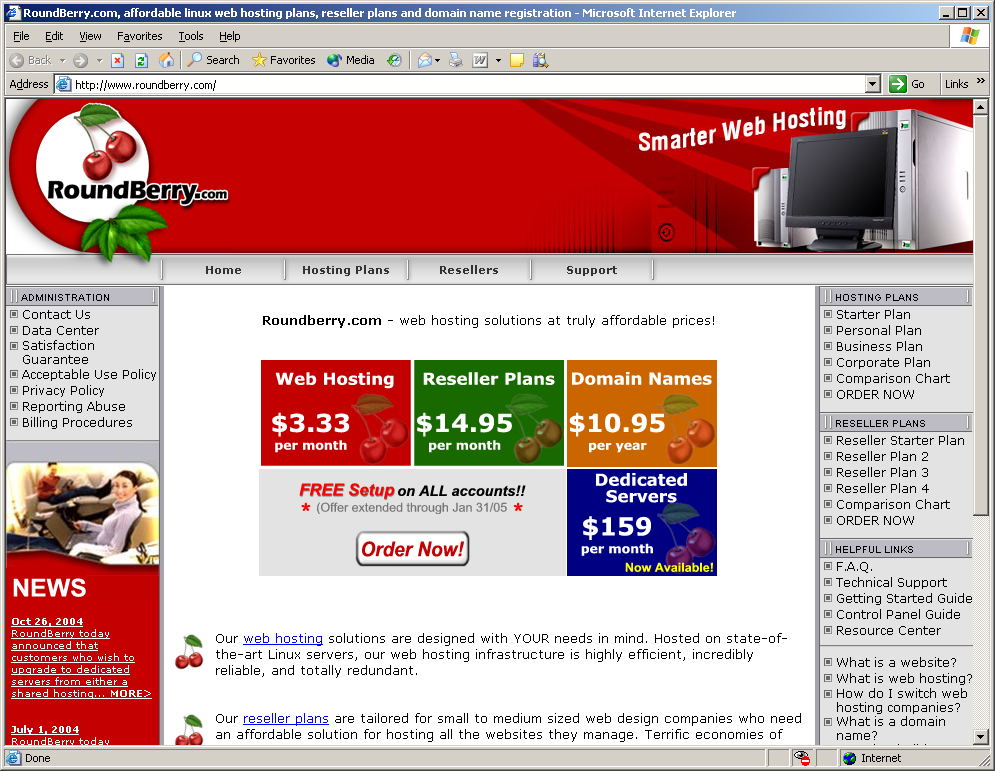 RoundBerry.com, affordable linux web hosting plans, reseller plans and domain name registration - Microsoft Internet Explorer
File Edit View Favorites Tools Help
Back Search Favorites Media
Address http://www.roundberry.com/ Go Links »
RoundBerry.com
Smarter Web Hosting
Home Hosting Plans Resellers Support
ADMINISTRATION
Contact Us
Data Center
Satisfaction
Guarantee
Acceptable Use Policy
Privacy Policy
Reporting Abuse
Billing Procedures
NEWS
Oct 26, 2004
RoundBerry today
announced that
customers who wish to
upgrade to dedicated
servers from either a
shared hosting... MORE>
July 1, 2004
RoundBerry today
Roundberry.com - web hosting solutions at truly affordable prices!
Web Hosting
$3.33
per month
Reseller Plans
$14.95
per month
Domain Names
$10.95
per year
FREE Setup on ALL accounts!!
* (Offer extended through Jan 31/05 *
Order Now!
Dedicated
Servers
$159
per month
Now Available!
Our web hosting solutions are designed with YOUR needs in mind. Hosted on state-of-
the-art Linux servers, our web hosting infrastructure is highly efficient, incredibly
reliable, and totally redundant.
Our reseller plans are tailored for small to medium sized web design companies who need
an affordable solution for hosting all the websites they manage. Terrific economies of
HOSTING PLANS
Starter Plan
Personal Plan
Business Plan
Corporate Plan
Comparison Chart
ORDER NOW
RESELLER PLANS
Reseller Starter Plan
Reseller Plan 2
Reseller Plan 3
Reseller Plan 4
Comparison Chart
ORDER NOW
HELPFUL LINKS
F.A.Q.
Technical Support
Getting Started Guide
Control Panel Guide
Resource Center
What is a website?
What is web hosting?
How do I switch web
hosting companies?
What is a domain
name?
Done Internet